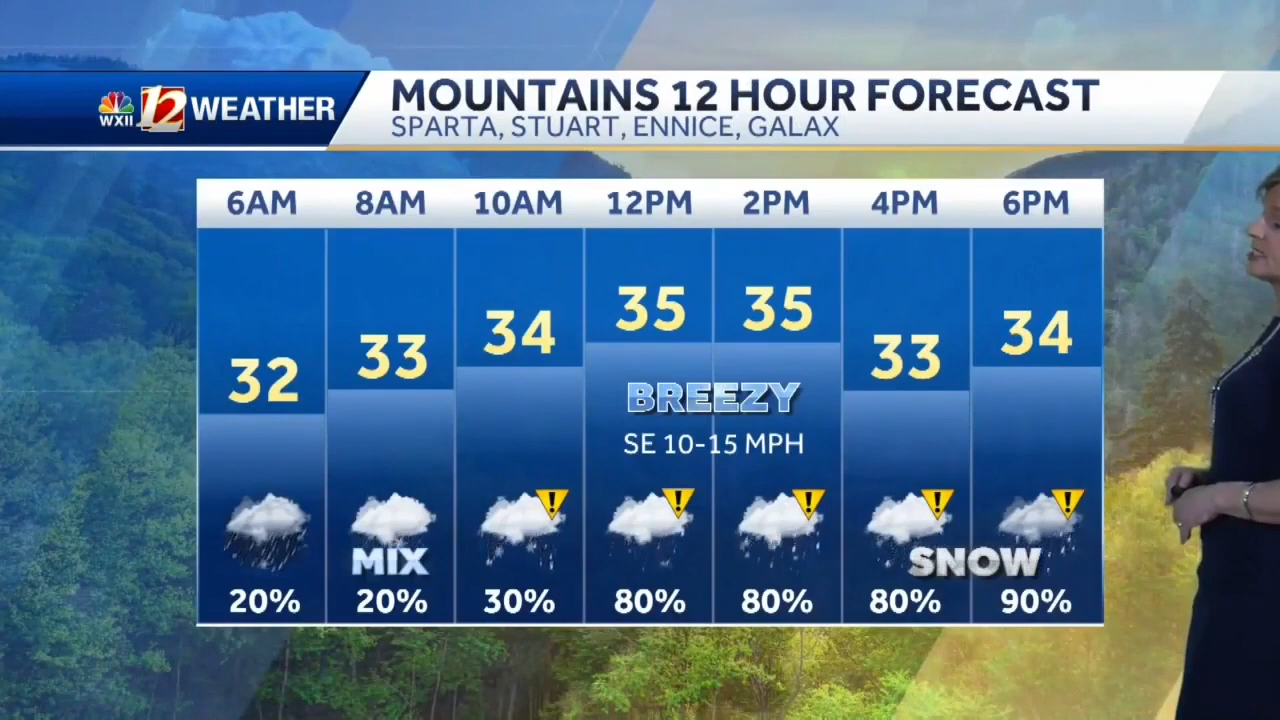 WXII 12 WEATHER
MOUNTAINS 12 HOUR FORECAST
SPARTA, STUART, ENNICE, GALAX
6AM 8AM 10AM 12PM 2PM 4PM 6PM
32 33 34 35 35 33 34
BREEZY
SE 10-15 MPH
! ! ! ! !
MIX SNOW
20% 20% 30% 80% 80% 80% 90%